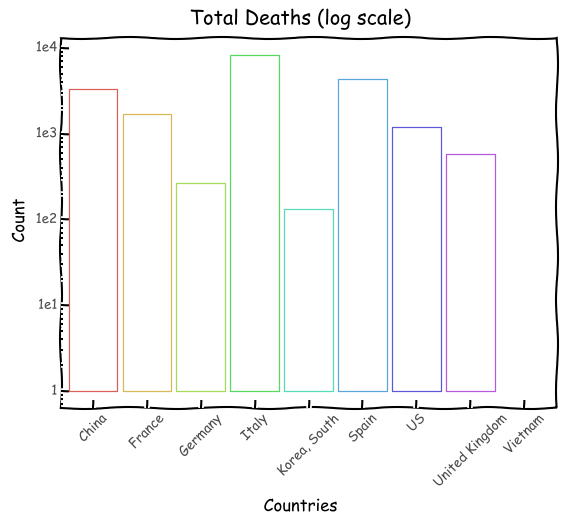 Total Deaths (log scale)
1e4
1e3
1e2
1e1
1
Count
China
France
Germany
Italy
Korea, South
Spain
US
United Kingdom
Vietnam
Countries